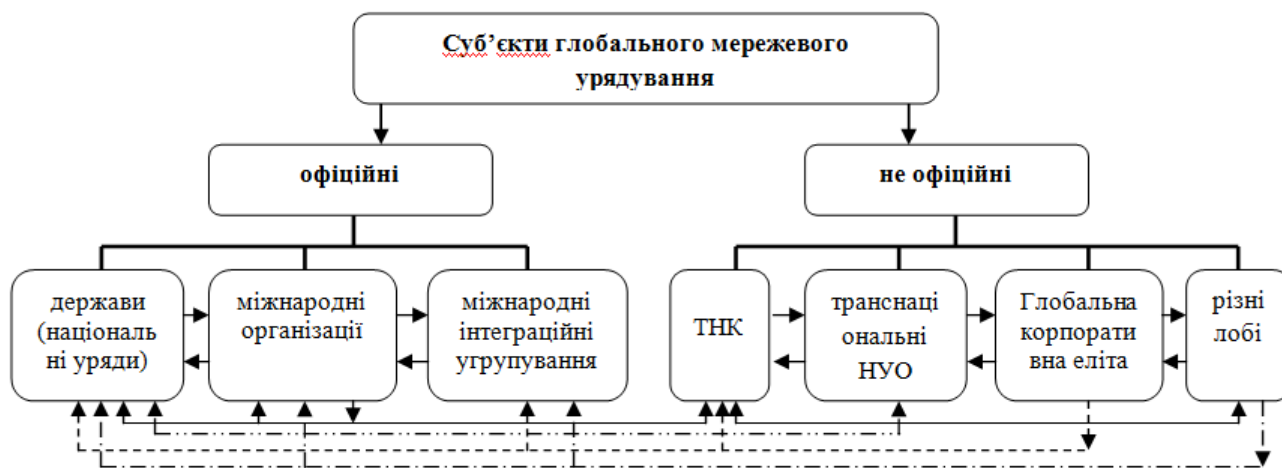 Суб’єкти глобального мережевого
урядування
офіційні
не офіційні
держави
(національ
ні уряди)
міжнародні
організації
міжнародні
інтеграційні
угрупування
ТНК
транснаці
ональні
НУО
Глобальна
корпорати
вна еліта
різні
лобі